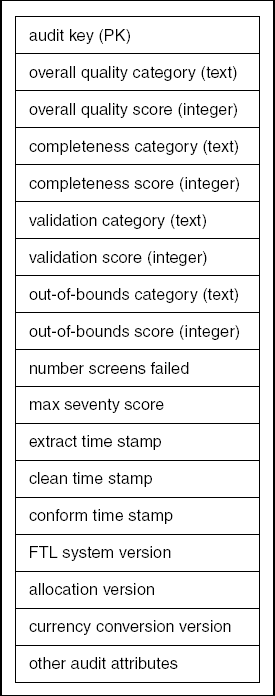 audit key (PK)
overall quality category (text)
overall quality score (integer)
completeness category (text)
completeness score (integer)
validation category (text)
validation score (integer)
out-of-bounds category (text)
out-of-bounds score (integer)
number screens failed
max seventy score
extract time stamp
clean time stamp
conform time stamp
FTL system version
allocation version
currency conversion version
other audit attributes